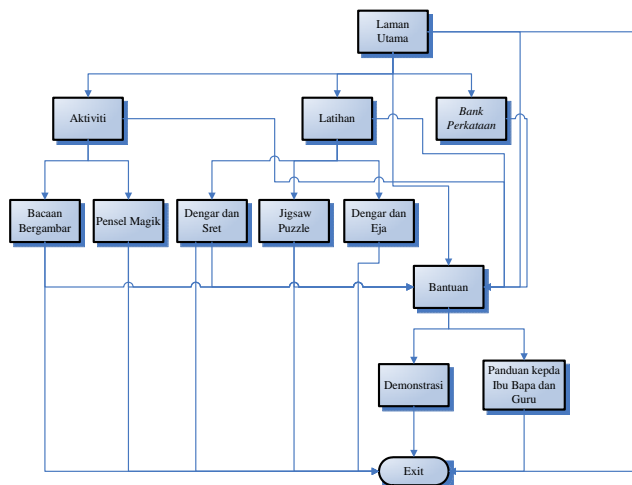 Laman
Utama
Aktiviti
Latihan
Bank
Perkataan
Bacaan
Bergambar
Pensel Magik
Dengar dan
Sret
Jigsaw
Puzzle
Dengar dan
Eja
Bantuan
Demonstrasi
Panduan kepda
Ibu Bapa dan
Guru
Exit